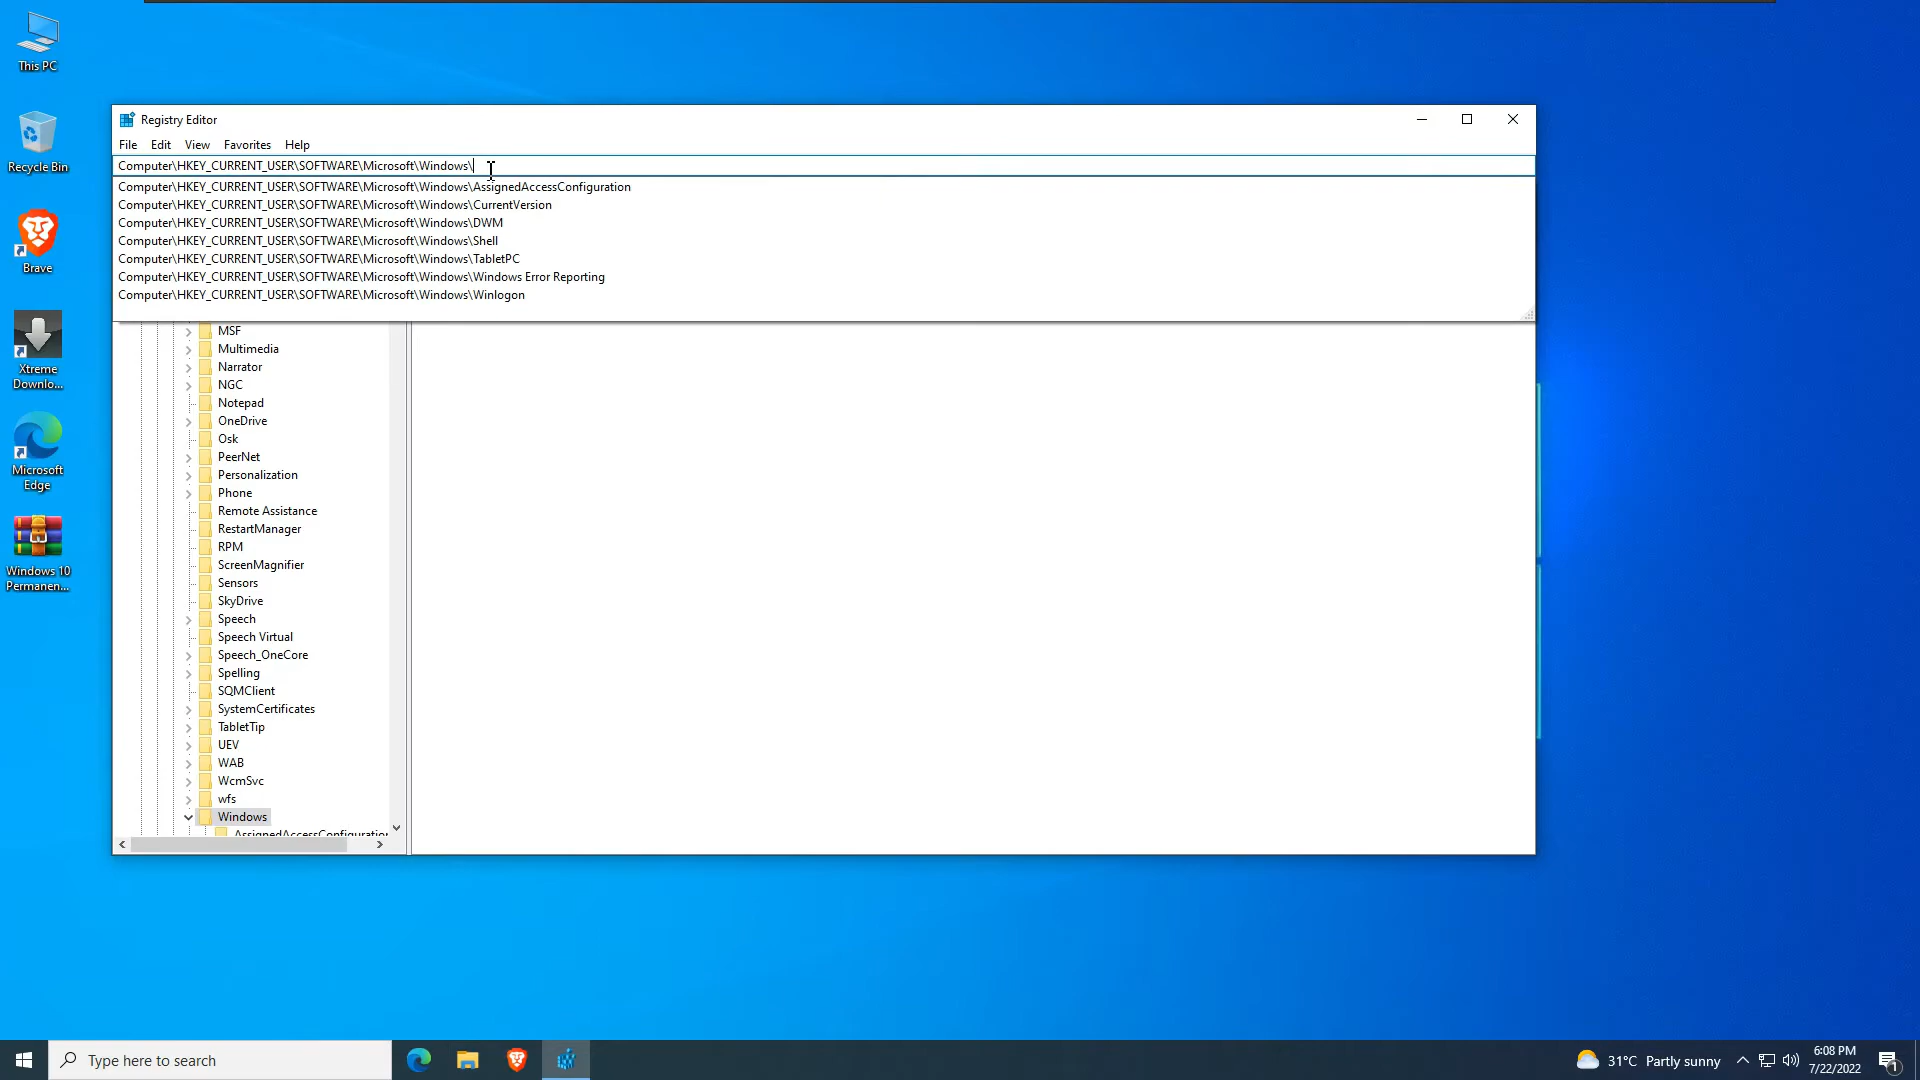 This PC
Recycle Bin
Brave
Xtreme
Downlo...
Microsoft
Edge
Windows 10
Permanen...
Registry Editor
File Edit View Favorites Help
Computer\HKEY_CURRENT_USER\SOFTWARE\Microsoft\Windows\
Computer\HKEY_CURRENT_USER\SOFTWARE\Microsoft\Windows\AssignedAccessConfiguration
Computer\HKEY_CURRENT_USER\SOFTWARE\Microsoft\Windows\CurrentVersion
Computer\HKEY_CURRENT_USER\SOFTWARE\Microsoft\Windows\DWM
Computer\HKEY_CURRENT_USER\SOFTWARE\Microsoft\Windows\Shell
Computer\HKEY_CURRENT_USER\SOFTWARE\Microsoft\Windows\TabletPC
Computer\HKEY_CURRENT_USER\SOFTWARE\Microsoft\Windows\Windows Error Reporting
Computer\HKEY_CURRENT_USER\SOFTWARE\Microsoft\Windows\Winlogon
MSF
Multimedia
Narrator
NGC
Notepad
OneDrive
Osk
PeerNet
Personalization
Phone
Remote Assistance
RestartManager
RPM
ScreenMagnifier
Sensors
SkyDrive
Speech
Speech Virtual
Speech_OneCore
Spelling
SQMClient
SystemCertificates
TabletTip
UEV
WAB
WcmSvc
wfs
Windows
AssignedAccessConfiguration
Type here to search
31°C Partly sunny
6:08 PM
7/22/2022
1